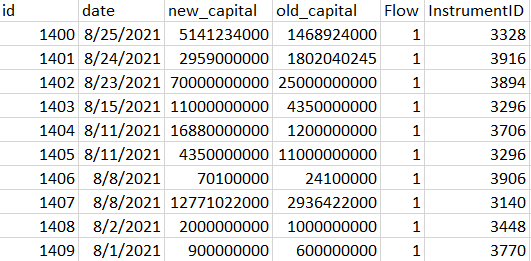 id date new_capital old_capital Flow InstrumentID
1400 8/25/2021 5141234000 1468924000 1 3328
1401 8/24/2021 2959000000 1802040245 1 3916
1402 8/23/2021 70000000000 25000000000 1 3894
1403 8/15/2021 11000000000 4350000000 1 3296
1404 8/11/2021 16880000000 1200000000 1 3706
1405 8/11/2021 4350000000 11000000000 1 3296
1406 8/8/2021 70100000 24100000 1 3906
1407 8/8/2021 12771022000 2936422000 1 3140
1408 8/2/2021 2000000000 1000000000 1 3448
1409 8/1/2021 900000000 600000000 1 3770